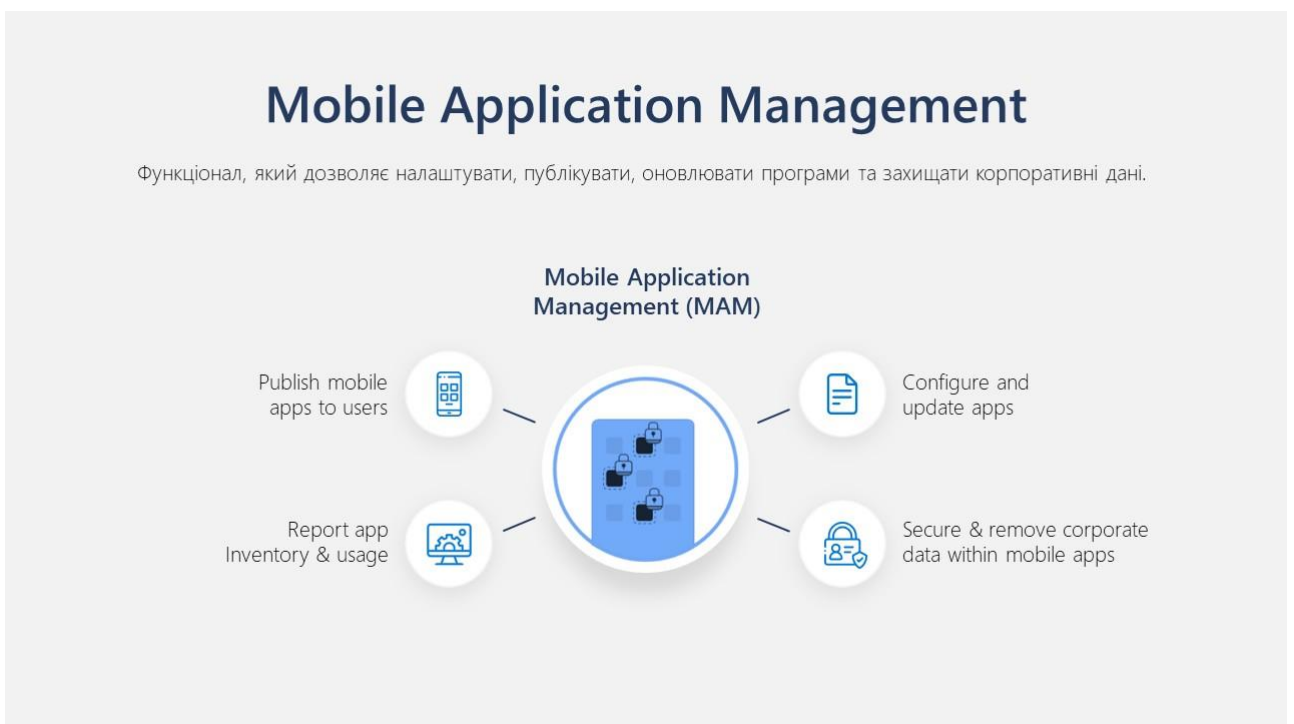 Mobile Application Management
Функціонал, який дозволяє налаштувати, публікувати, оновлювати програми та захищати корпоративні дані.
Mobile Application
Management (MAM)
Publish mobile
apps to users
Configure and
update apps
Report app
Inventory & usage
Secure & remove corporate
data within mobile apps